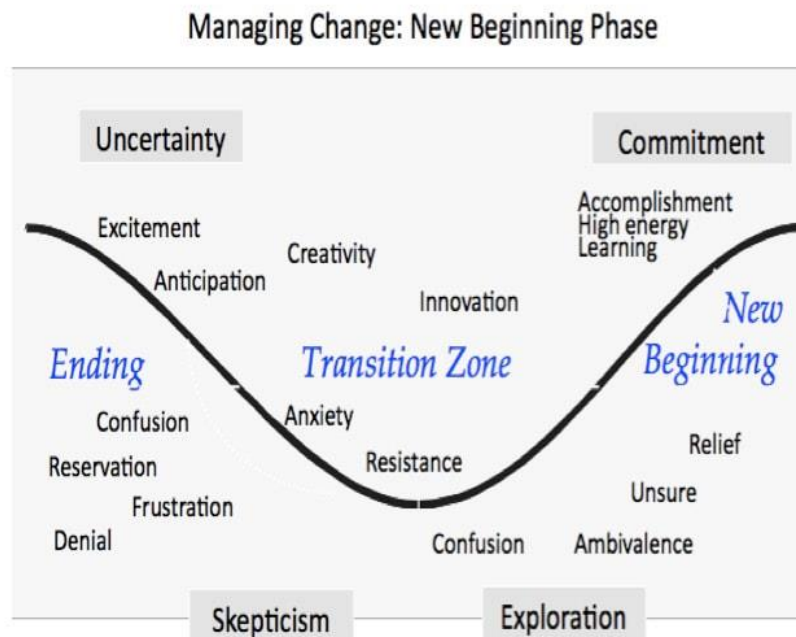 Managing Change: New Beginning Phase
Uncertainty
Commitment
Accomplishment
High energy
Learning
Excitement
Creativity
Anticipation
Innovation
New
Beginning
Ending
Transition Zone
Anxiety
Confusion
Relief
Reservation
Resistance
Unsure
Frustration
Denial
Confusion
Ambivalence
Skepticism
Exploration